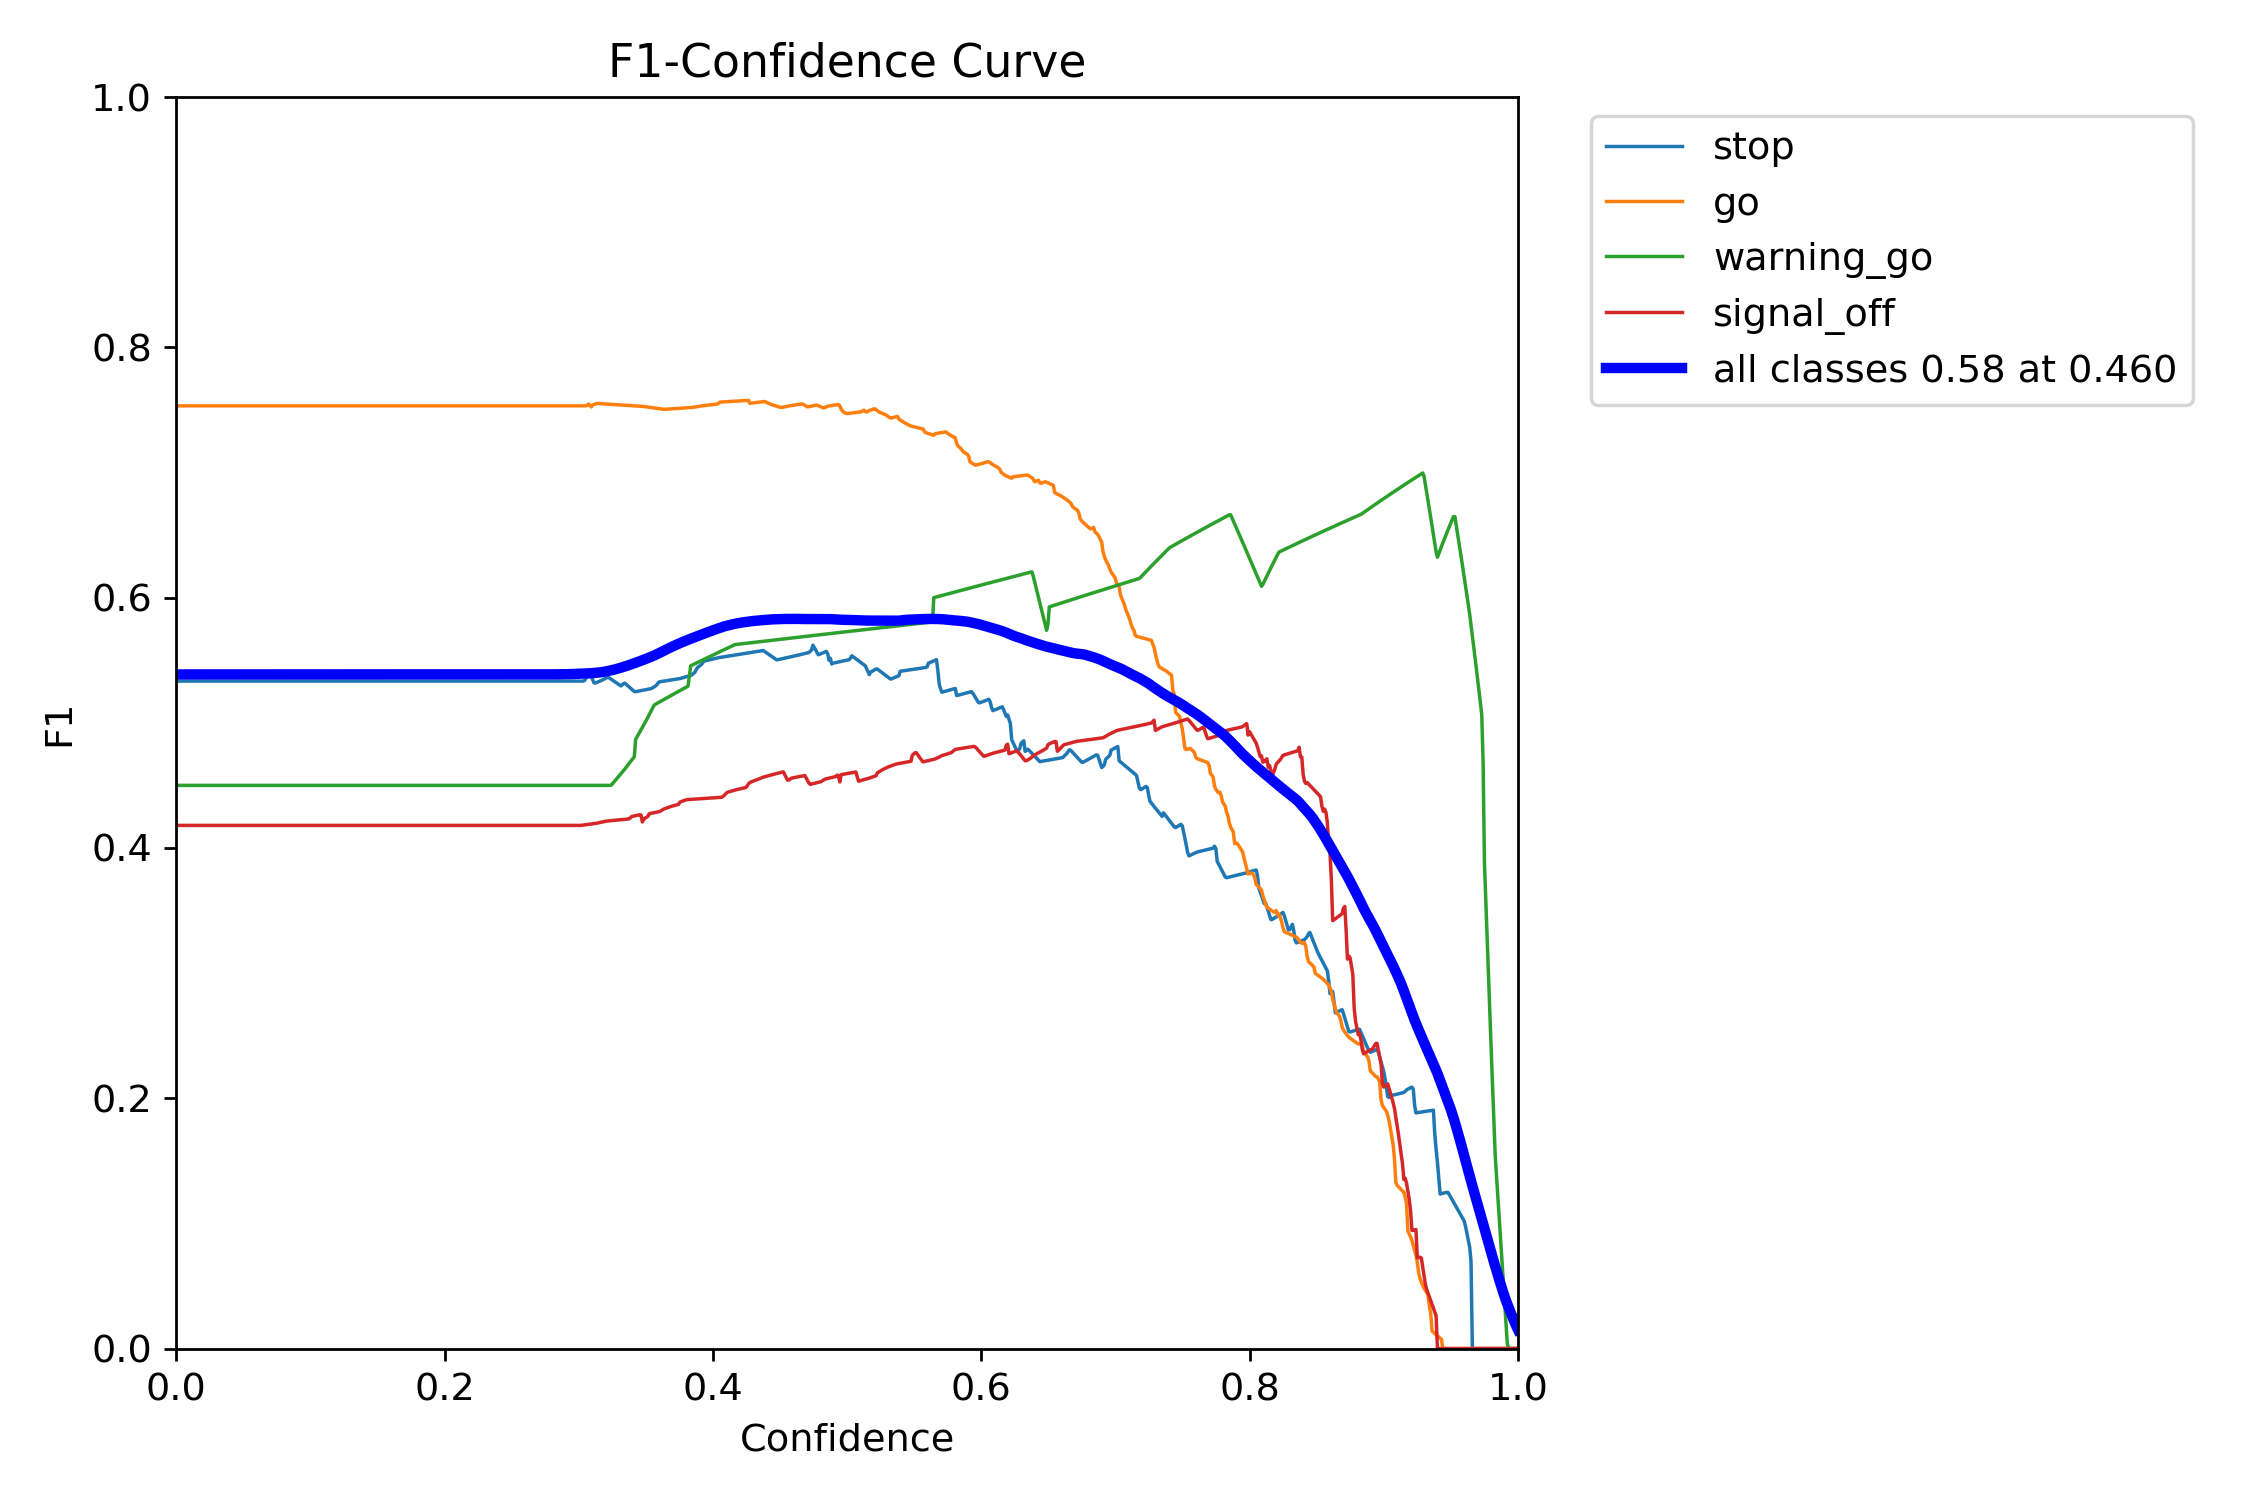 F1-Confidence Curve
1.0
0.8
0.6
0.4
0.2
0.0
F1
0.0 0.2 0.4 0.6 0.8 1.0
Confidence
stop
go
warning_go
signal_off
all classes 0.58 at 0.460